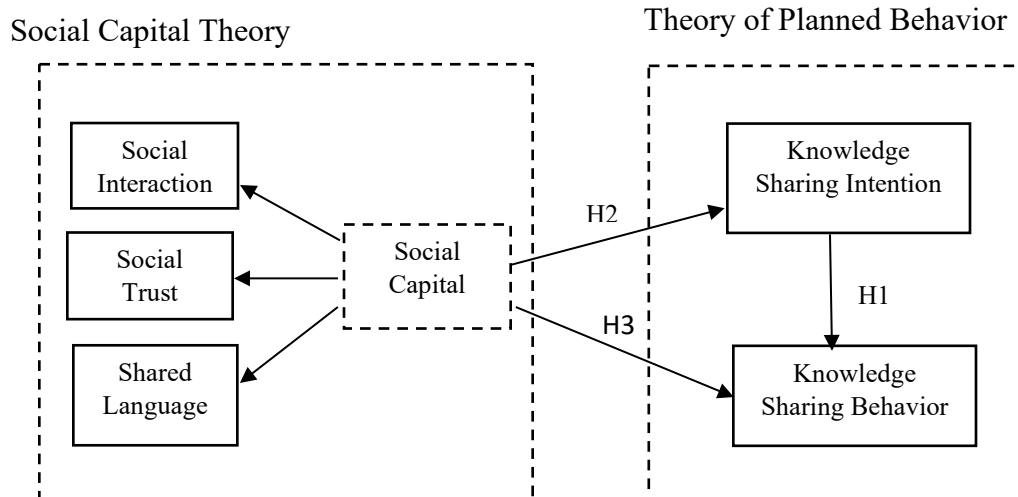 Social Capital Theory
Theory of Planned Behavior
Social
Interaction
Social
Trust
Shared
Language
Social
Capital
H2
H3
Knowledge
Sharing Intention
H1
Knowledge
Sharing Behavior